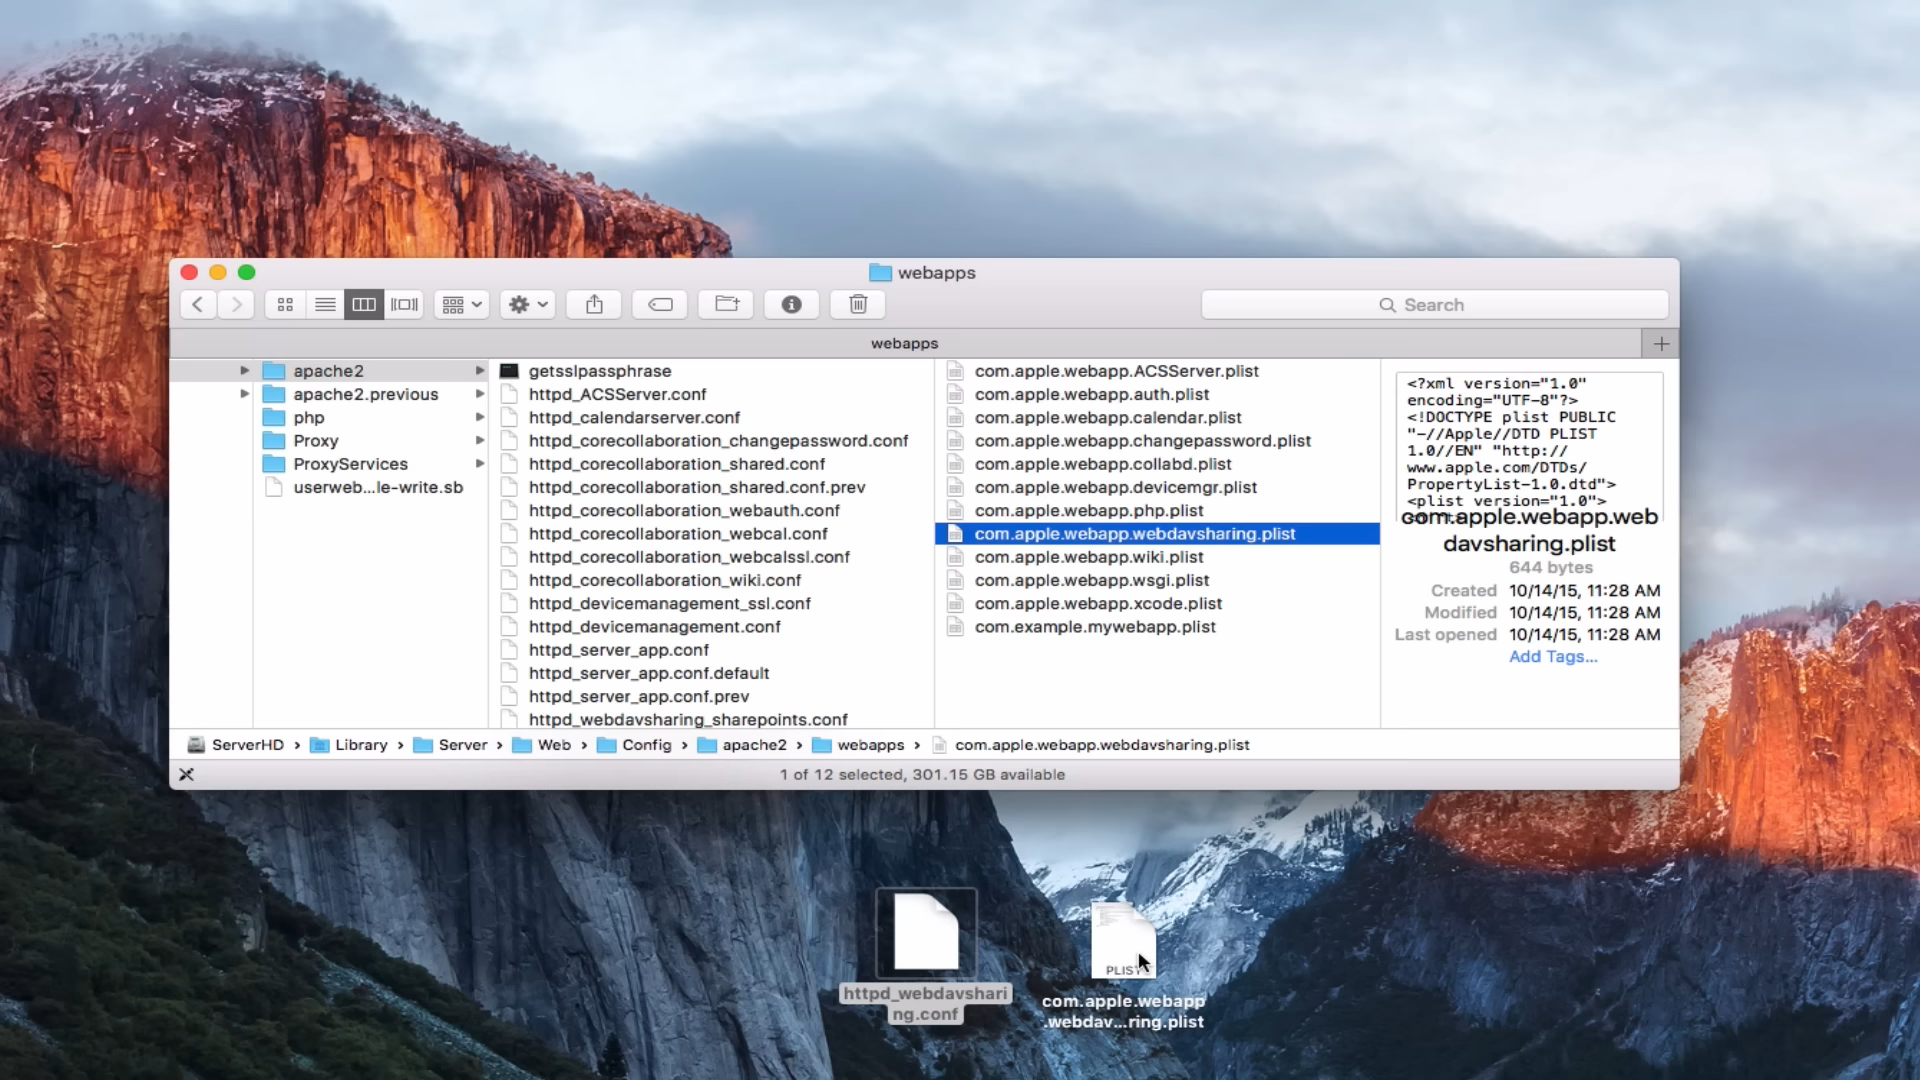 webapps
Search
webapps
apache2
apache2.previous
php
Proxy
ProxyServices
userweb...le-write.sb
getsslpassphrase
httpd_ACSServer.conf
httpd_calendarserver.conf
httpd_corecollaboration_changepassword.conf
httpd_corecollaboration_shared.conf
httpd_corecollaboration_shared.conf.prev
httpd_corecollaboration_webauth.conf
httpd_corecollaboration_webcal.conf
httpd_corecollaboration_webcalssl.conf
httpd_corecollaboration_wiki.conf
httpd_devicemanagement_ssl.conf
httpd_devicemanagement.conf
httpd_server_app.conf
httpd_server_app.conf.default
httpd_server_app.conf.prev
httpd_webdavsharing_sharepoints.conf
com.apple.webapp.ACSServer.plist
com.apple.webapp.auth.plist
com.apple.webapp.calendar.plist
com.apple.webapp.changepassword.plist
com.apple.webapp.collabd.plist
com.apple.webapp.devicemgr.plist
com.apple.webapp.php.plist
com.apple.webapp.webdavsharing.plist
com.apple.webapp.wiki.plist
com.apple.webapp.wsgi.plist
com.apple.webapp.xcode.plist
com.example.mywebapp.plist
<?xml version="1.0"
encoding="UTF-8"?>
<!DOCTYPE plist PUBLIC
"-//Apple//DTD PLIST
1.0//EN" "http://
www.apple.com/DTDs/
PropertyList-1.0.dtd">
<plist version="1.0">
com.apple.webapp.web
davsharing.plist
644 bytes
Created 10/14/15, 11:28 AM
Modified 10/14/15, 11:28 AM
Last opened 10/14/15, 11:28 AM
Add Tags...
ServerHD › Library › Server › Web › Config › apache2 › webapps › com.apple.webapp.webdavsharing.plist
1 of 12 selected, 301.15 GB available
httpd_webdavshari
ng.conf
PLIST
com.apple.webapp
.webdav...ring.plist